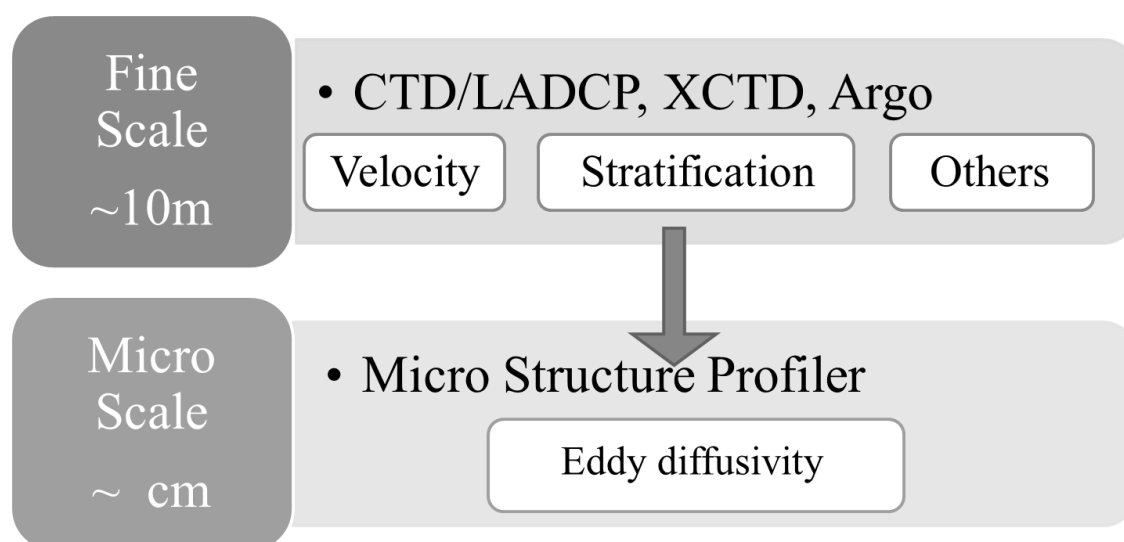 Fine
Scale
~10m
• CTD/LADCP, XCTD, Argo
Velocity
Stratification
Others
Micro
Scale
~ cm
• Micro Structure Profiler
Eddy diffusivity